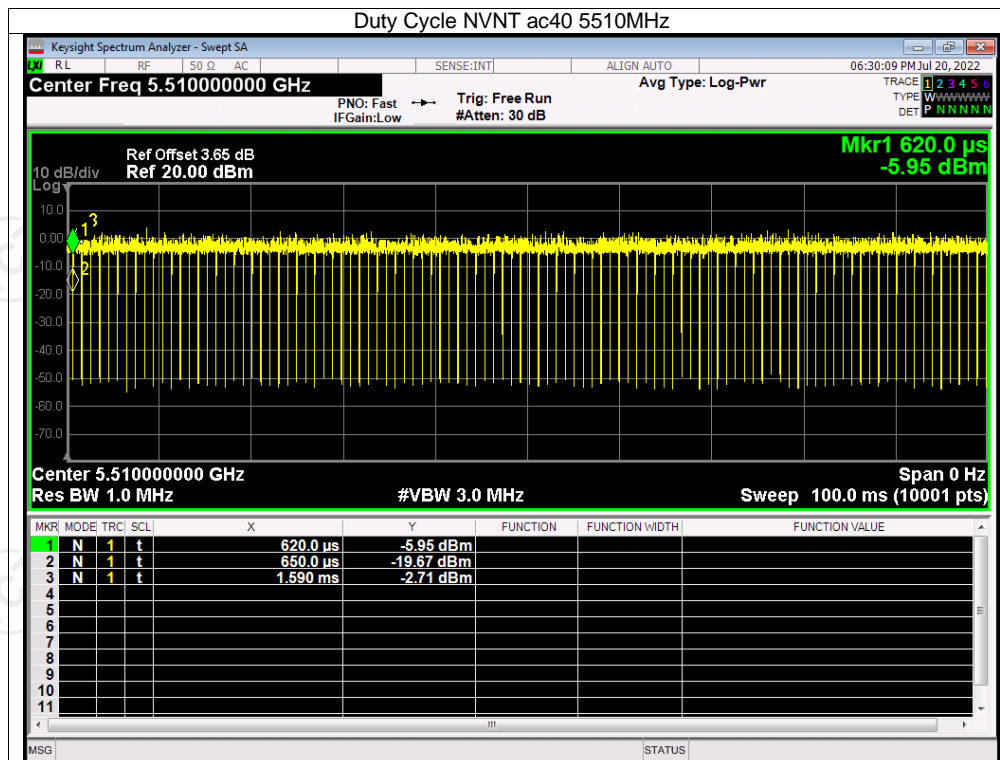 Duty Cycle NVNT ac40 5510MHz
Keysight Spectrum Analyzer - Swept SA
LXI RL RF 50 Ω AC SENSE:INT ALIGN AUTO 06:30:09 PM Jul 20, 2022
Center Freq 5.510000000 GHz Avg Type: Log-Pwr TRACE 1 2 3 4 5 6
PNO: Fast Trig: Free Run TYPE WWWWWW
IFGain:Low #Atten: 30 dB DET P N N N N N
Mkr1 620.0 µs
Ref Offset 3.65 dB
10 dB/div Ref 20.00 dBm -5.95 dBm
Log
10.0
0.00
-10.0
-20.0
-30.0
-40.0
-50.0
-60.0
-70.0
1 3
2
Center 5.510000000 GHz Span 0 Hz
Res BW 1.0 MHz #VBW 3.0 MHz Sweep 100.0 ms (10001 pts)
MKR MODE TRC SCL X Y FUNCTION FUNCTION WIDTH FUNCTION VALUE
1 N 1 t 620.0 µs -5.95 dBm
2 N 1 t 650.0 µs -19.67 dBm
3 N 1 t 1.590 ms -2.71 dBm
4
5
6
7
8
9
10
11
MSG STATUS